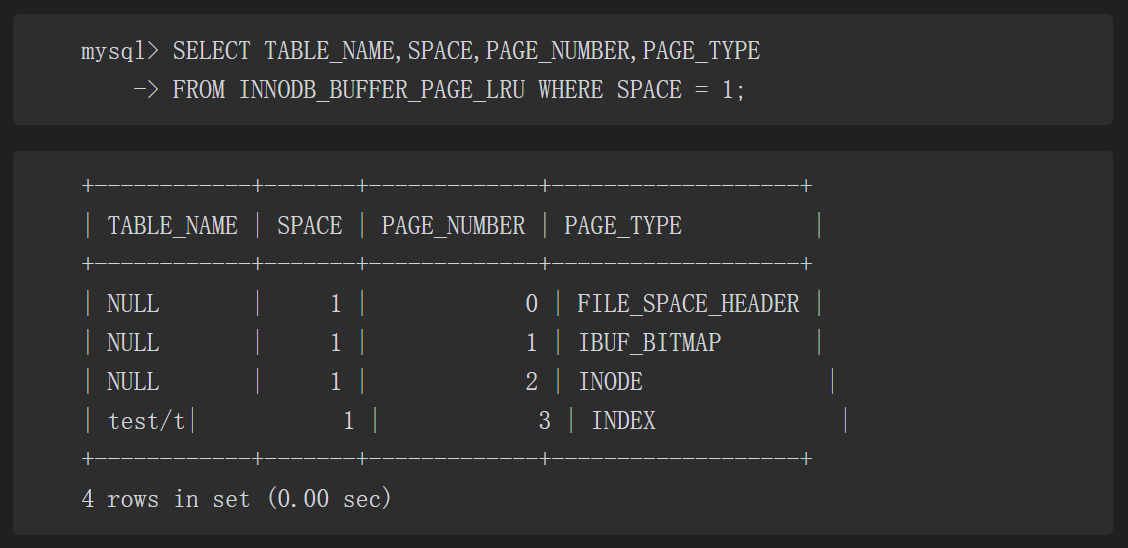 mysql> SELECT TABLE_NAME,SPACE,PAGE_NUMBER,PAGE_TYPE
    -> FROM INNODB_BUFFER_PAGE_LRU WHERE SPACE = 1;
+------------+-------+-------------+-------------------+
| TABLE_NAME | SPACE | PAGE_NUMBER | PAGE_TYPE          |
+------------+-------+-------------+-------------------+
| NULL       |     1 |            0 | FILE_SPACE_HEADER |
| NULL       |     1 |            1 | IBUF_BITMAP       |
| NULL       |     1 |            2 | INODE              |
| test/t|           1 |            3 | INDEX              |
+------------+-------+-------------+-------------------+
4 rows in set (0.00 sec)